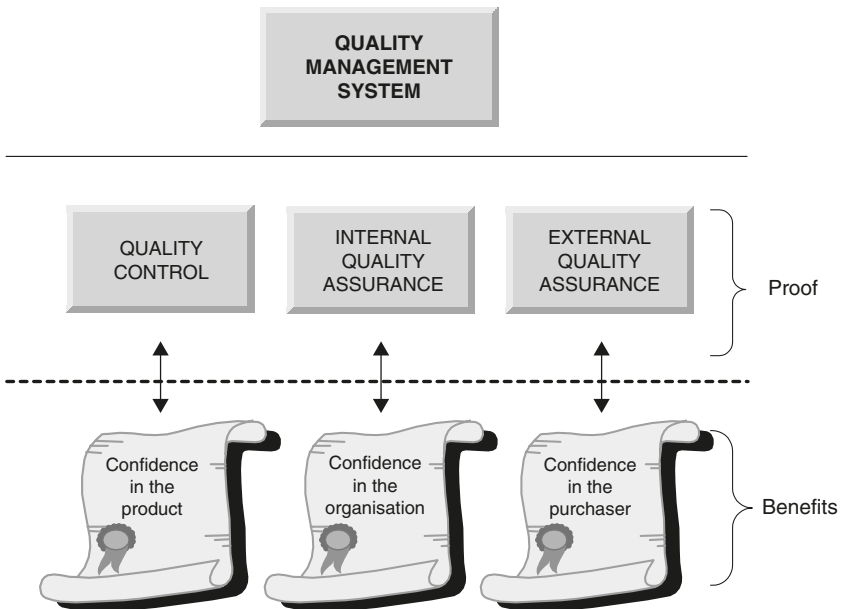 QUALITY
MANAGEMENT
SYSTEM
QUALITY
CONTROL
INTERNAL
QUALITY
ASSURANCE
EXTERNAL
QUALITY
ASSURANCE
Proof
Confidence
in the
product
Confidence
in the
organisation
Confidence
in the
purchaser
Benefits